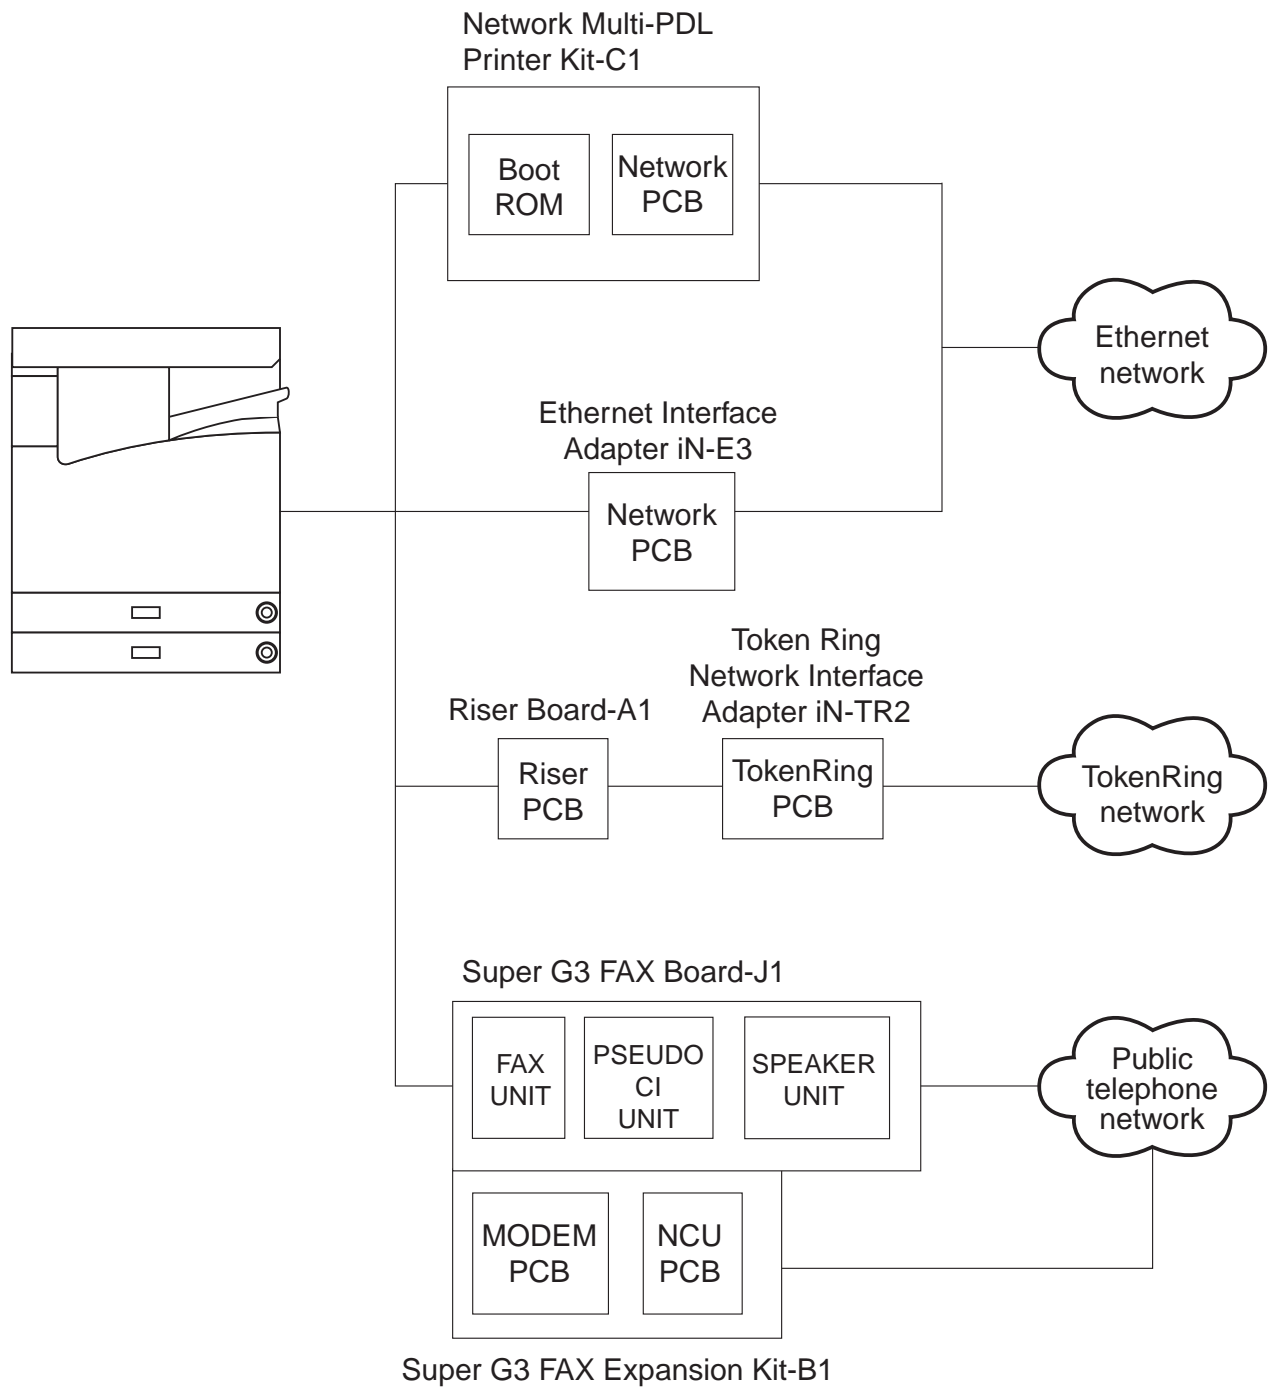 Network Multi-PDL
Printer Kit-C1
Boot
ROM
Network
PCB
Ethernet
network
Ethernet Interface
Adapter iN-E3
Network
PCB
Token Ring
Network Interface
Adapter iN-TR2
Riser Board-A1
Riser
PCB
TokenRing
PCB
TokenRing
network
Super G3 FAX Board-J1
FAX
UNIT
PSEUDO
CI
UNIT
SPEAKER
UNIT
Public
telephone
network
MODEM
PCB
NCU
PCB
Super G3 FAX Expansion Kit-B1